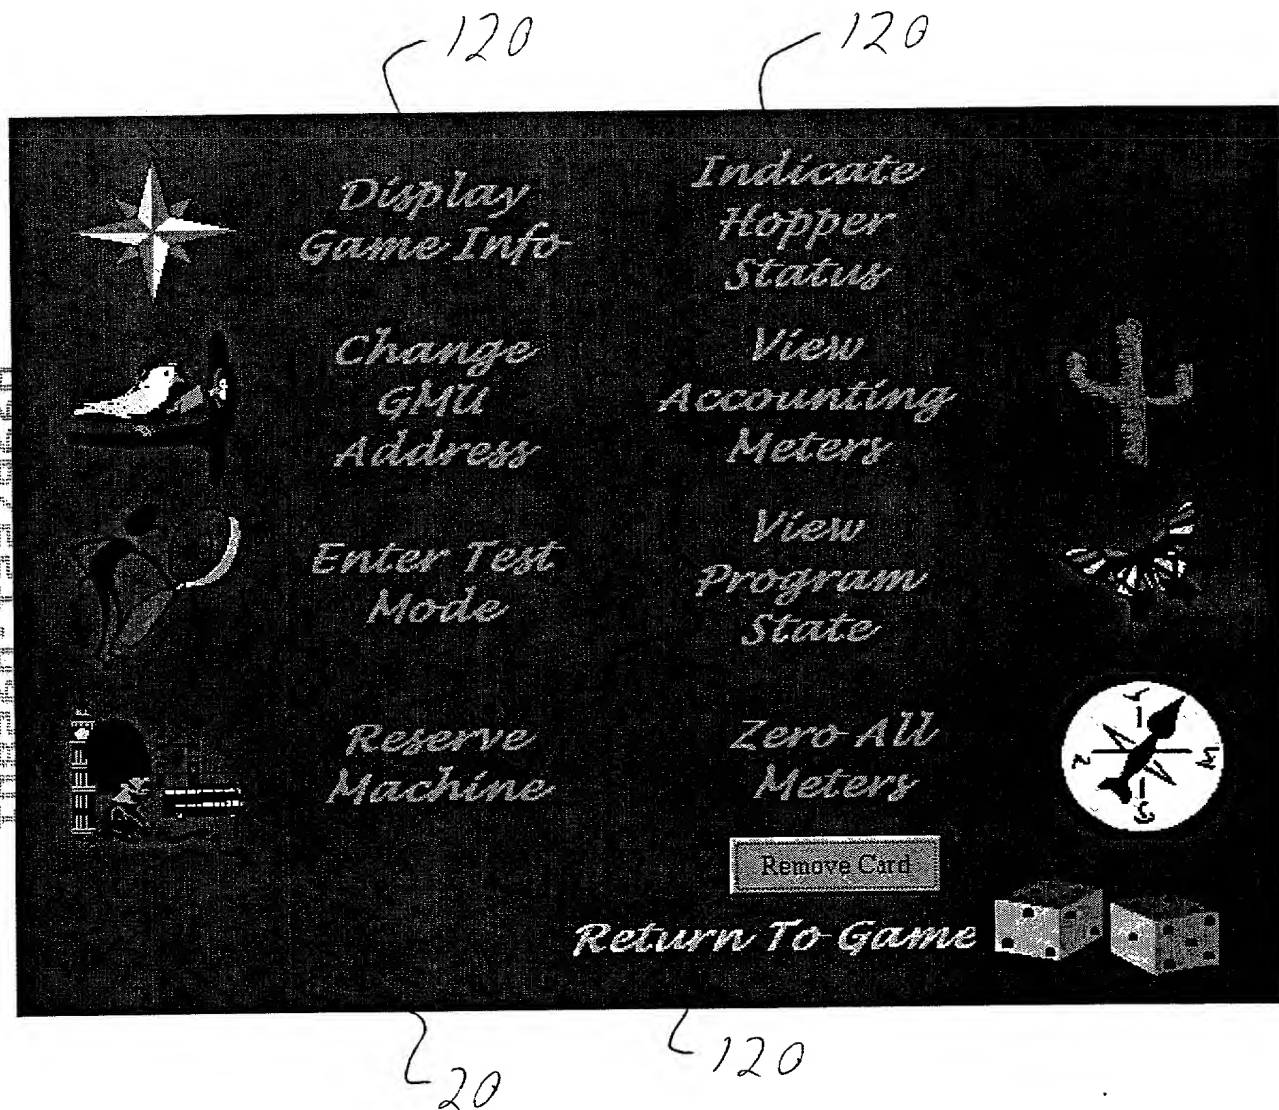 120
120
Display
Game Info
Indicate
Hopper
Status
Change
GMU
Address
View
Accounting
Meters
Enter Test
Mode
View
Program
State
Reserve
Machine
Zero All
Meters
Remove Card
Return To Game
20
120